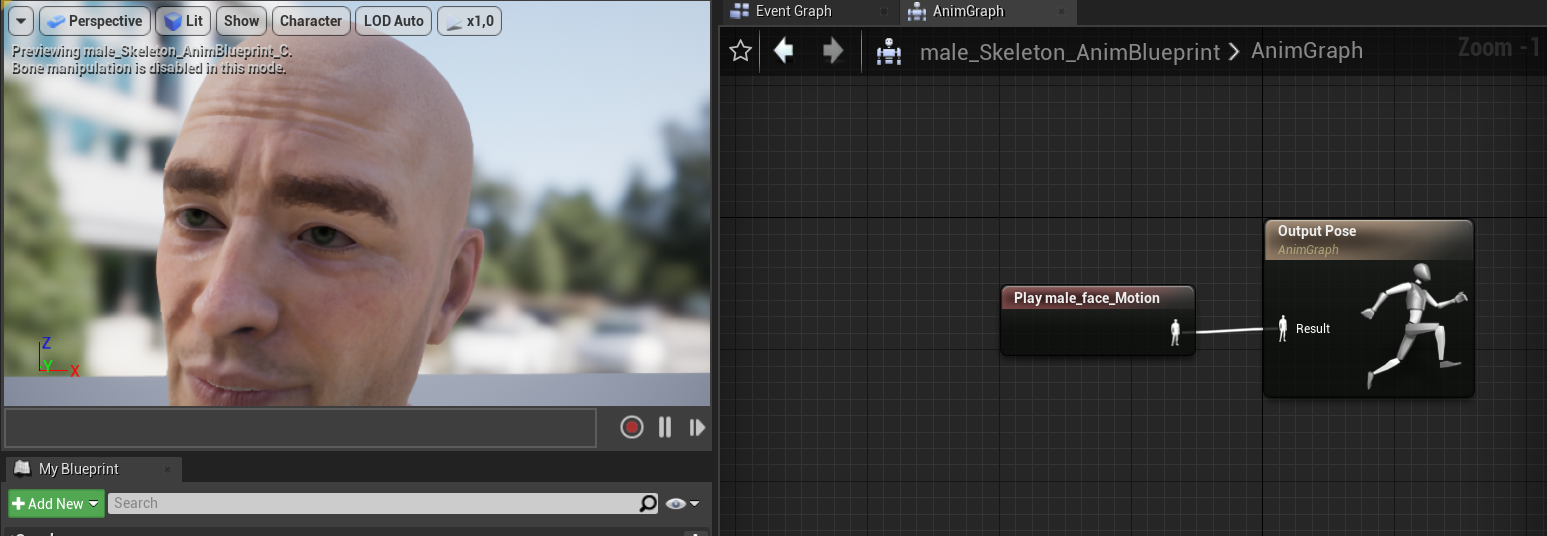 Perspective
Lit
Show
Character
LOD Auto
x1,0
Previewing male_Skeleton_AnimBlueprint_C.
Bone manipulation is disabled in this mode.
Z
Y
X
My Blueprint
Add New
Search
Event Graph
AnimGraph
male_Skeleton_AnimBlueprint
AnimGraph
Zoom -1
Play male_face_Motion
Output Pose
AnimGraph
Result